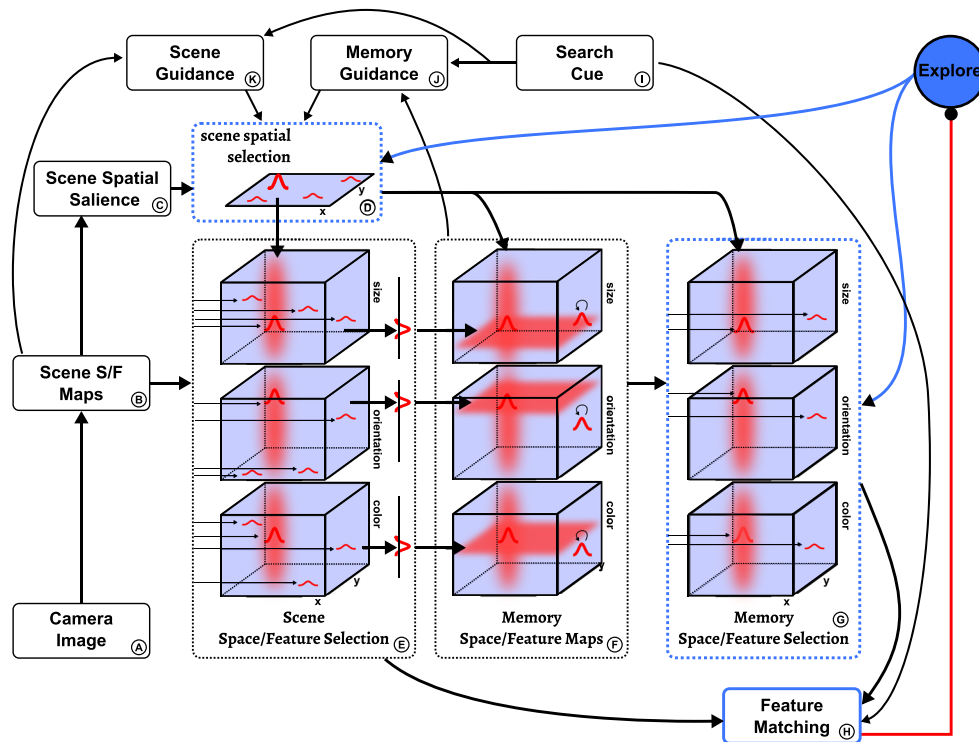 Scene
Guidance
K
Memory
Guidance
J
Search
Cue
I
Explore
scene spatial
selection
y
x
D
Scene Spatial
Salience
C
Scene S/F
Maps
B
Camera
Image
A
size
orientation
color
y
x
Scene
Space/Feature Selection
E
size
orientation
color
y
Memory
Space/Feature Maps
F
size
orientation
color
y
x
Memory
Space/Feature Selection
G
Feature
Matching
H